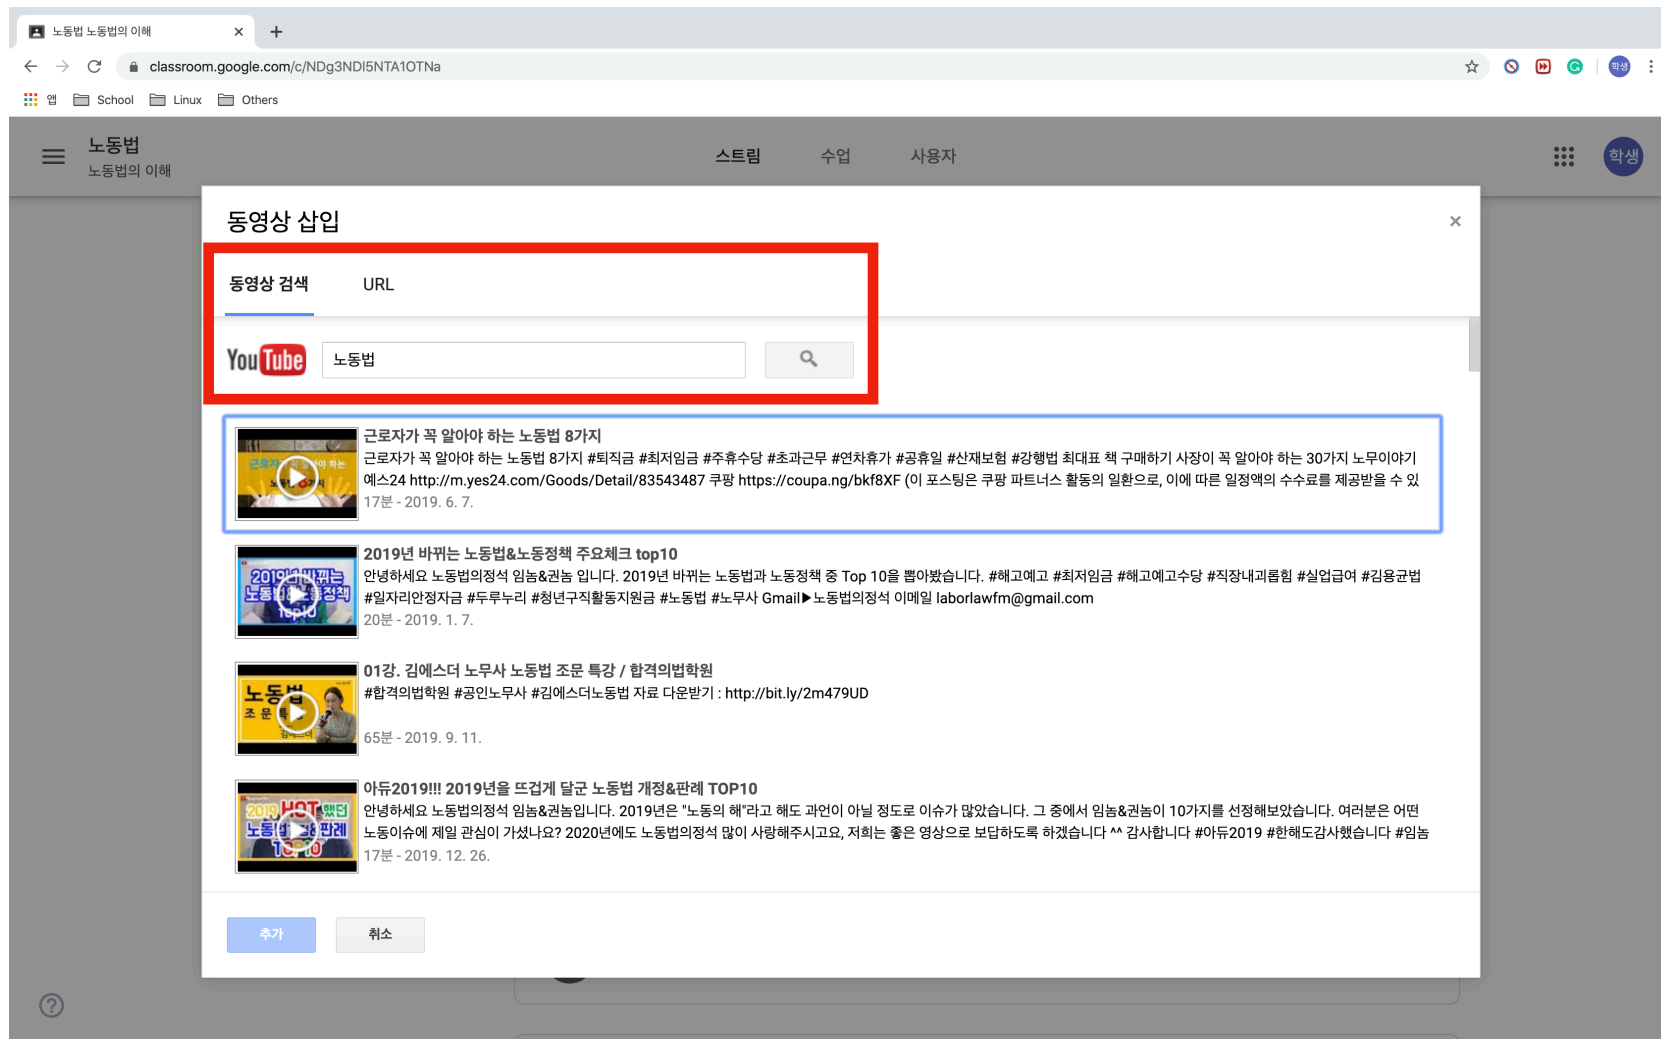 노동법 노동법의 이해
classroom.google.com/c/NDg3NDI5NTA1OTNa
학생
앱 School Linux Others
노동법
노동법의 이해
스트림 수업 사용자
학생
동영상 삽입
동영상 검색 URL
YouTube 노동법
근로자가 꼭 알아야 하는 노동법 8가지
근로자가 꼭 알아야 하는 노동법 8가지 #퇴직금 #최저임금 #주휴수당 #초과근무 #연차휴가 #공휴일 #산재보험 #강행법 최대표 책 구매하기 사장이 꼭 알아야 하는 30가지 노무이야기
예스24 http://m.yes24.com/Goods/Detail/83543487 쿠팡 https://coupa.ng/bkf8XF (이 포스팅은 쿠팡 파트너스 활동의 일환으로, 이에 따른 일정액의 수수료를 제공받을 수 있
17분 - 2019. 6. 7.
2019년 바뀌는 노동법&노동정책 주요체크 top10
안녕하세요 노동법의정석 임놈&권놈 입니다. 2019년 바뀌는 노동법과 노동정책 중 Top 10을 뽑아봤습니다. #해고예고 #최저임금 #해고예고수당 #직장내괴롭힘 #실업급여 #김용균법
#일자리안정자금 #두루누리 #청년구직활동지원금 #노동법 #노무사 Gmail▶노동법의정석 이메일 laborlawfm@gmail.com
20분 - 2019. 1. 7.
노동법
조문
01강. 김에스더 노무사 노동법 조문 특강 / 합격의법학원
#합격의법학원 #공인노무사 #김에스더노동법 자료 다운받기 : http://bit.ly/2m479UD
65분 - 2019. 9. 11.
2019 HOT 했던
TOP10
아듀2019!!! 2019년을 뜨겁게 달군 노동법 개정&판례 TOP10
안녕하세요 노동법의정석 임놈&권놈입니다. 2019년은 "노동의 해"라고 해도 과언이 아닐 정도로 이슈가 많았습니다. 그 중에서 임놈&권놈이 10가지를 선정해보았습니다. 여러분은 어떤
노동이슈에 제일 관심이 가셨나요? 2020년에도 노동법의정석 많이 사랑해주시고요, 저희는 좋은 영상으로 보답하도록 하겠습니다 ^^ 감사합니다 #아듀2019 #한해도감사했습니다 #임놈
17분 - 2019. 12. 26.
추가 취소